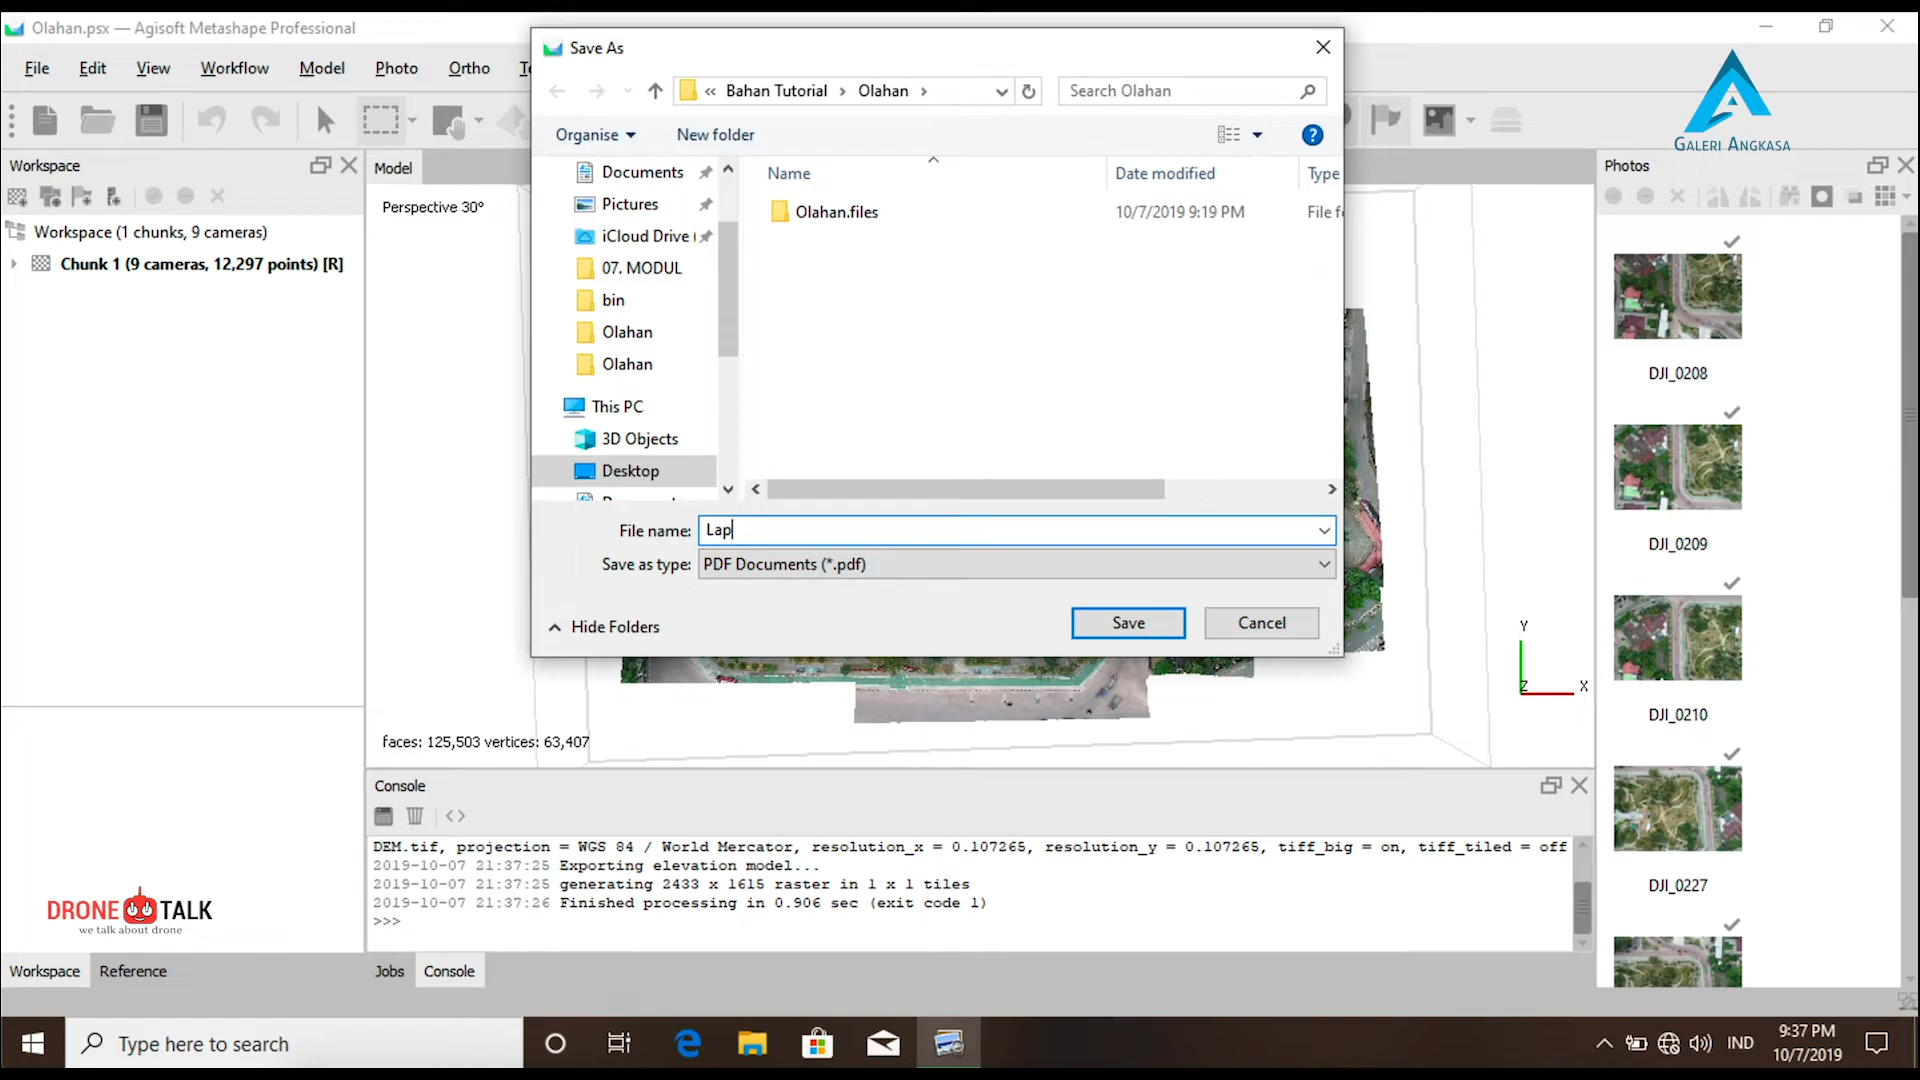 Olahan.psx — Agisoft Metashape Professional
File Edit View Workflow Model Photo Ortho
GALERI ANGKASA
Workspace
Workspace (1 chunks, 9 cameras)
Chunk 1 (9 cameras, 12,297 points) [R]
Model
Perspective 30°
faces: 125,503 vertices: 63,407
Y
Z
X
Save As
« Bahan Tutorial › Olahan ›
Search Olahan
Organise
New folder
Documents
Pictures
iCloud Drive (
07. MODUL
bin
Olahan
Olahan
This PC
3D Objects
Desktop
Name
Date modified
Type
Olahan.files
10/7/2019 9:19 PM
File f
File name: Lap
Save as type: PDF Documents (*.pdf)
Hide Folders
Save
Cancel
Photos
DJI_0208
DJI_0209
DJI_0210
DJI_0227
Console
DEM.tif, projection = WGS 84 / World Mercator, resolution_x = 0.107265, resolution_y = 0.107265, tiff_big = on, tiff_tiled = off
2019-10-07 21:37:25 Exporting elevation model...
2019-10-07 21:37:25 generating 2433 x 1615 raster in 1 x 1 tiles
2019-10-07 21:37:26 Finished processing in 0.906 sec (exit code 1)
>>>
DRONE TALK
we talk about drone
Workspace
Reference
Jobs
Console
Type here to search
IND
9:37 PM
10/7/2019